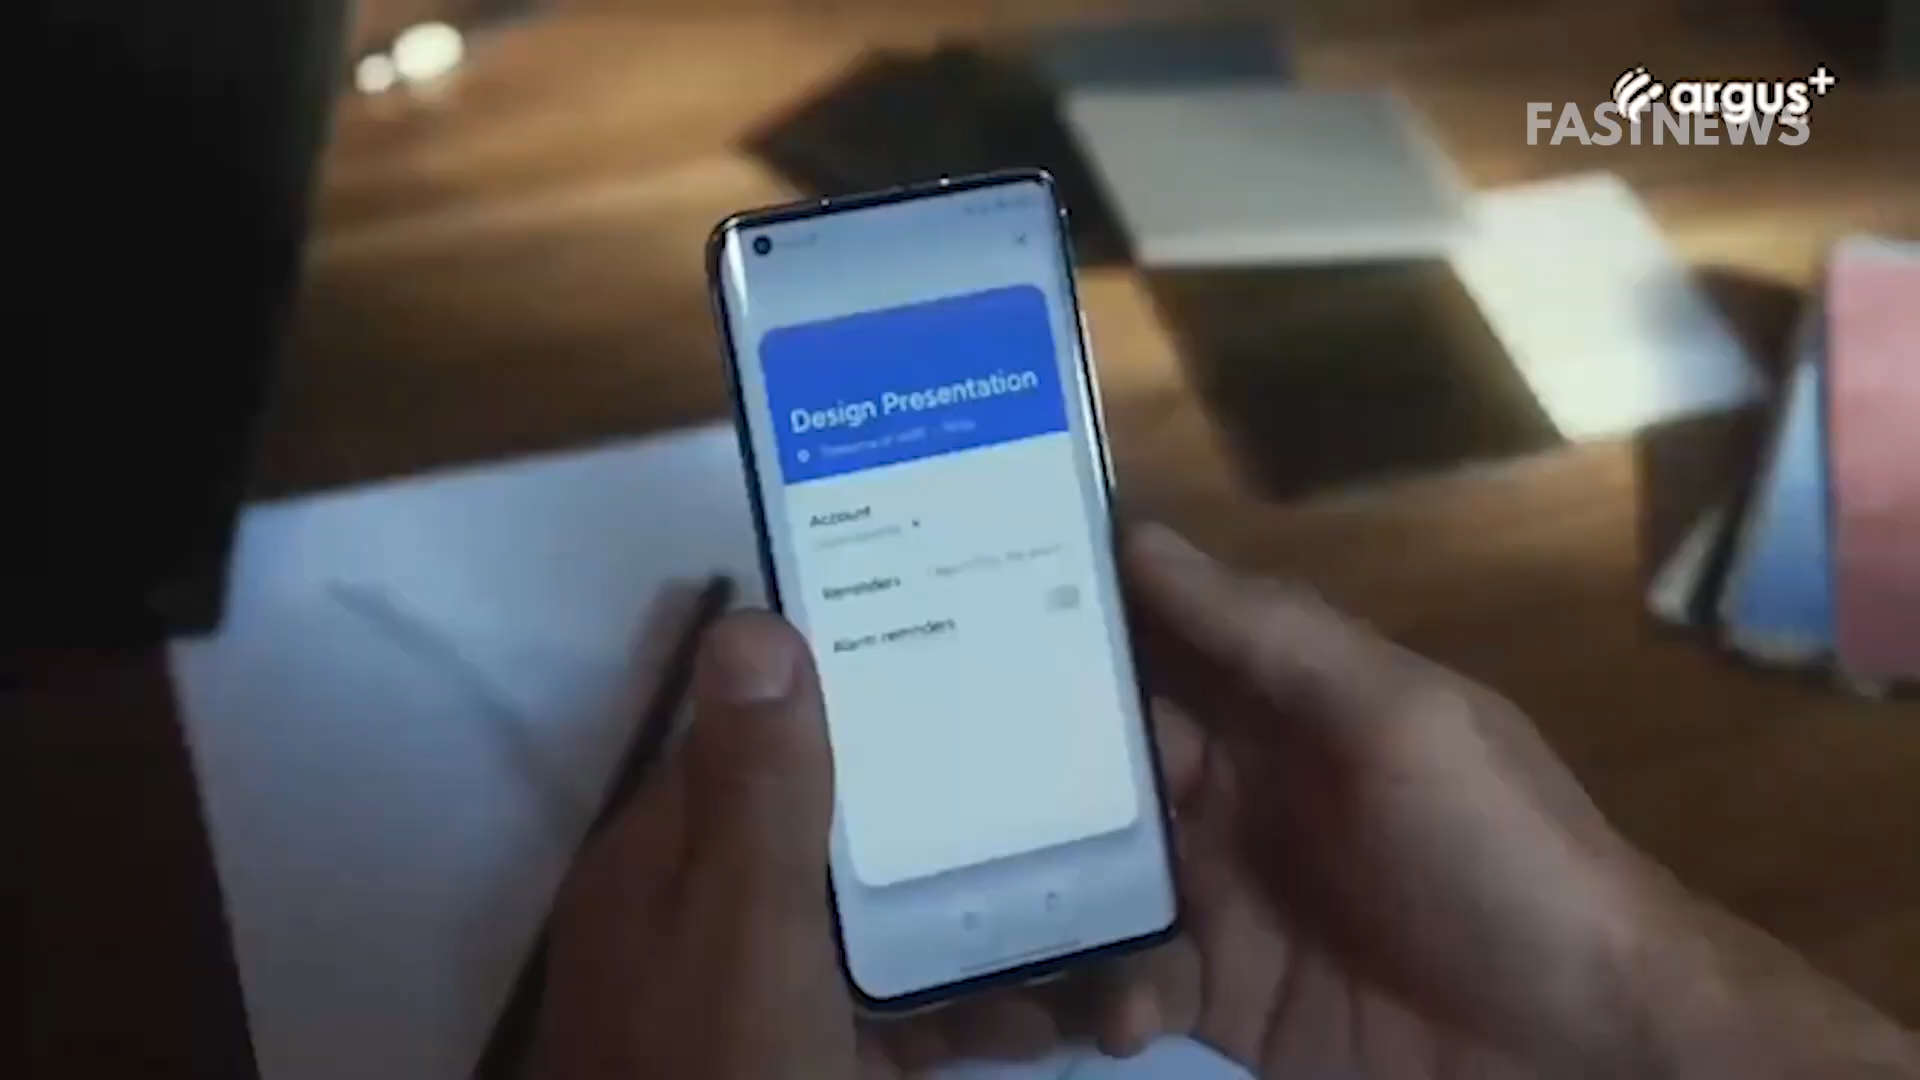 argus+
FASTNEWS
Design Presentation
Account
Reminders
Alarm reminders